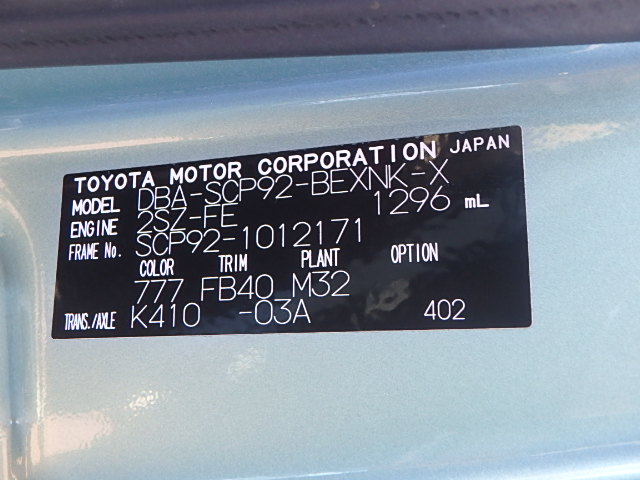 TOYOTA MOTOR CORPORATION JAPAN
MODEL DBA-SCP92-BEXNK-X
ENGINE 2SZ-FE 1296 mL
FRAME No. SCP92-1012171
COLOR TRIM PLANT OPTION
777 FB40 M32
TRANS./AXLE K410 -03A 402